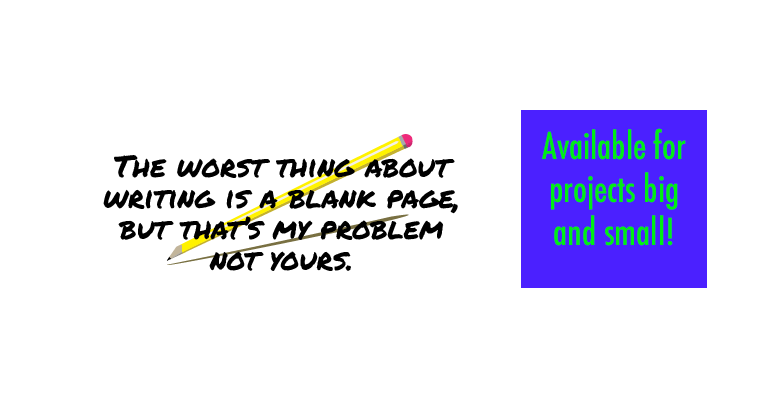 The worst thing about
writing is a blank page,
but that's my problem
not yours.
Available for
projects big
and small!